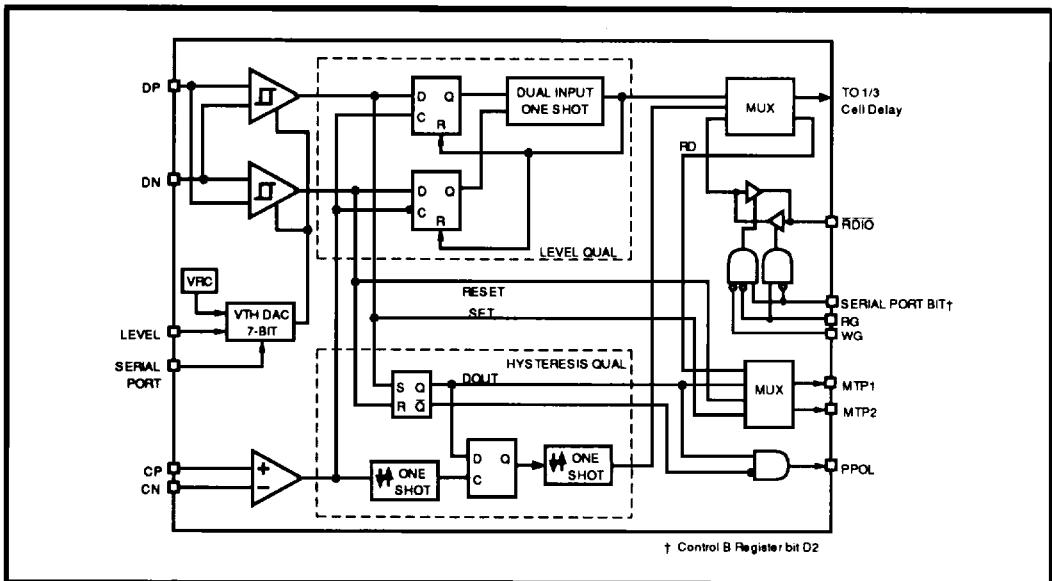 DP
DN
VRC
LEVEL
VTH DAC
7-BIT
SERIAL
PORT
CP
CN
+
−
D Q
C
R
D Q
C
R
DUAL INPUT
ONE SHOT
LEVEL QUAL
RESET
SET
HYSTERESIS QUAL
DOUT
S Q
R Q̅
ONE
SHOT
D Q
C
ONE
SHOT
MUX
TO 1/3
Cell Delay
RD
R̅D̅I̅O̅
SERIAL PORT BIT†
RG
WG
MUX
MTP1
MTP2
PPOL
† Control B Register bit D2